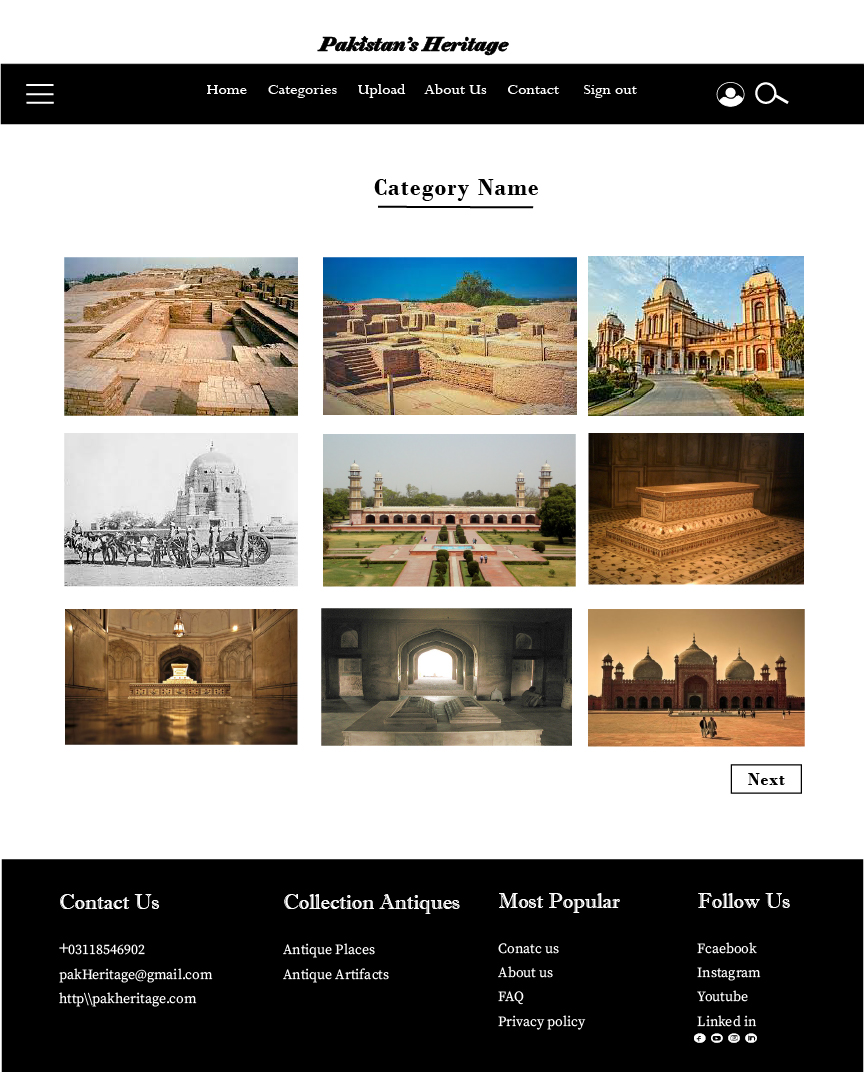 Pakistan's Heritage
Home Categories Upload About Us Contact Sign out
Category Name
Next
Contact Us
+03118546902
pakHeritage@gmail.com
http\\pakheritage.com
Collection Antiques
Antique Places
Antique Artifacts
Most Popular
Conatc us
About us
FAQ
Privacy policy
Follow Us
Fcaebook
Instagram
Youtube
Linked in